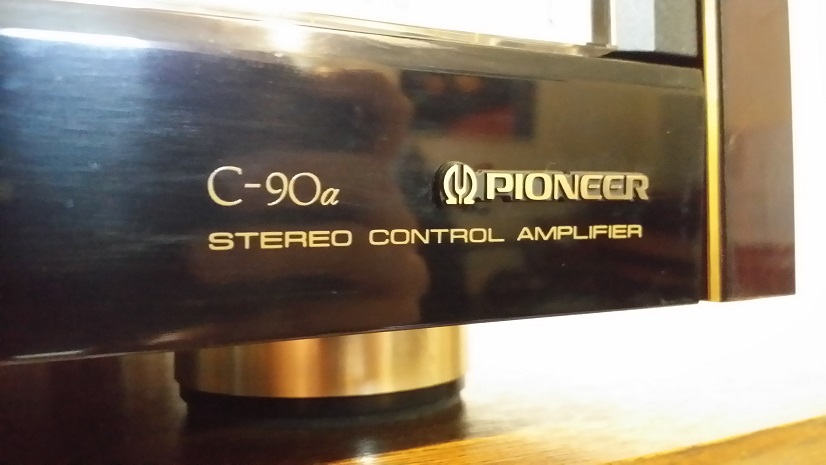 C-90a PIONEER
STEREO CONTROL AMPLIFIER